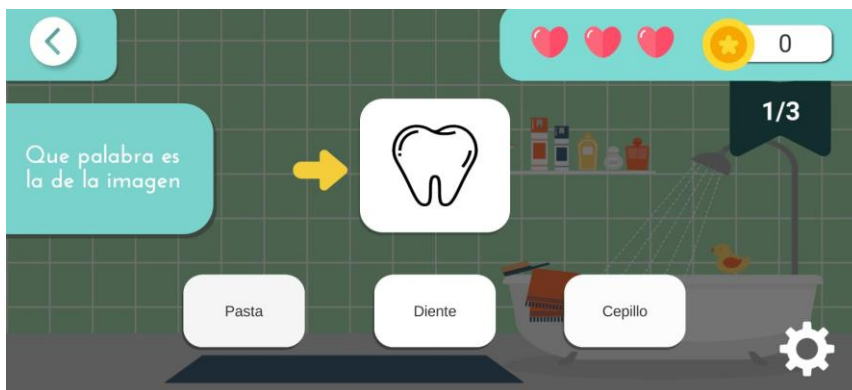 0
1/3
Que palabra es
la de la imagen
Pasta
Diente
Cepillo